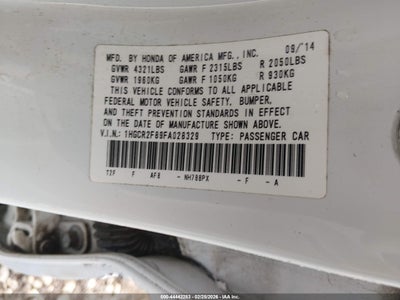 MFD. BY HONDA OF AMERICA MFG., INC. 09/14
GVWR 4321LBS GAWR F 2315LBS R 2050LBS
GVWR 1960KG GAWR F 1050KG R 930KG
THIS VEHICLE CONFORMS TO ALL APPLICABLE
FEDERAL MOTOR VEHICLE SAFETY, BUMPER,
AND THEFT PREVENTION STANDARDS IN EFFECT
ON THE DATE OF MANUFACTURE SHOWN ABOVE.
V.I.N.: 1HGCR2F89FA028329 TYPE: PASSENGER CAR
T2F F AF8 - NH788PX - F - A
500-44442283 - 02/25/2026 - IAA